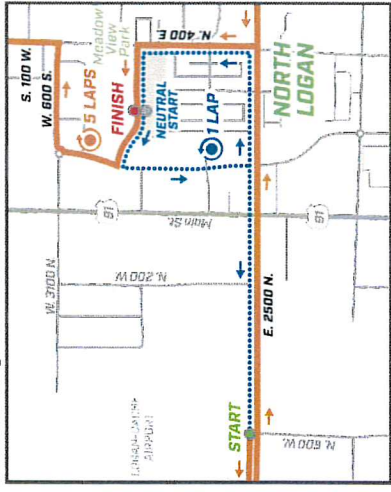 S. 100 W.
W. 600 S.
5 LAPS
Meadow
View
Park
N. 400 E
FINISH
NEUTRAL
START
1 LAP
NORTH
LOGAN
91
Main St.
91
W. 3100 N.
N. 200 W.
E. 2500 N.
AIRPORT
START
N. 600 W.